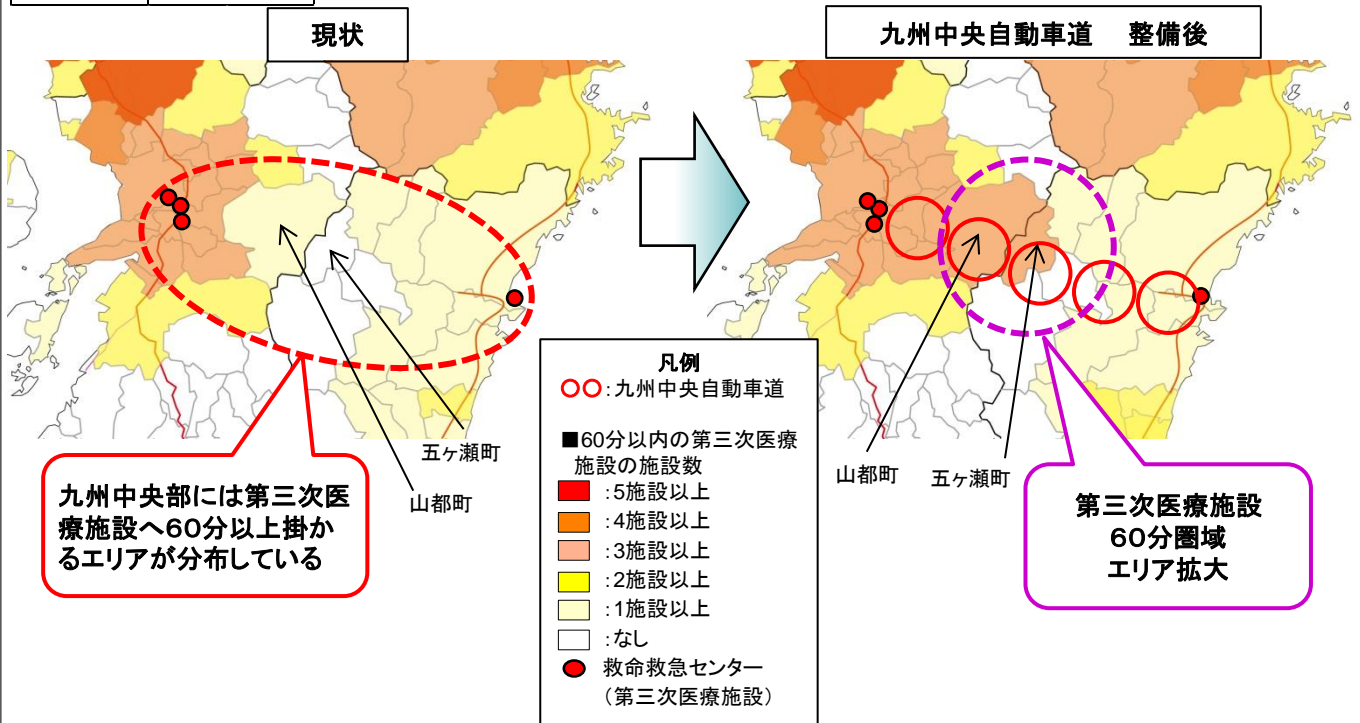 現状
九州中央自動車道 整備後
五ヶ瀬町
山都町
山都町
五ヶ瀬町
九州中央部には第三次医
療施設へ60分以上掛か
るエリアが分布している
凡例
:九州中央自動車道
■60分以内の第三次医療
施設の施設数
:5施設以上
:4施設以上
:3施設以上
:2施設以上
:1施設以上
:なし
救命救急センター
(第三次医療施設)
第三次医療施設
60分圏域
エリア拡大